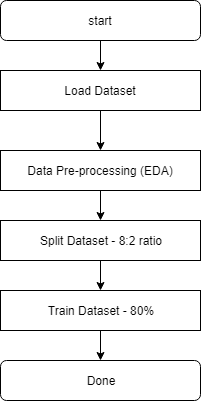 start
Load Dataset
Data Pre-processing (EDA)
Split Dataset - 8:2 ratio
Train Dataset - 80%
Done